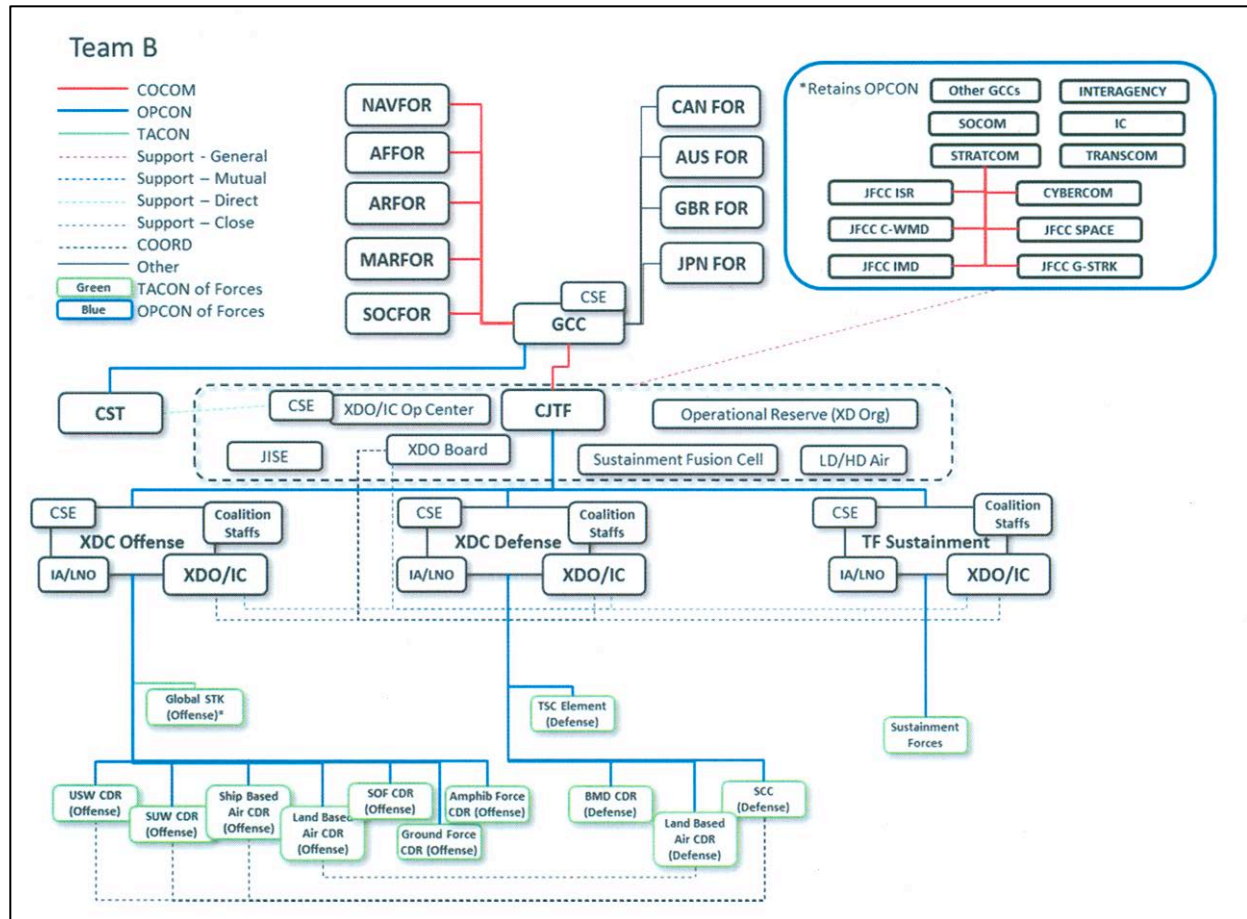 Team B
COCOM
OPCON
TACON
Support - General
Support – Mutual
Support – Direct
Support – Close
COORD
Other
Green
TACON of Forces
Blue
OPCON of Forces
NAVFOR
AFFOR
ARFOR
MARFOR
SOCFOR
CAN FOR
AUS FOR
GBR FOR
JPN FOR
CSE
GCC
*Retains OPCON
Other GCCs
INTERAGENCY
SOCOM
IC
STRATCOM
TRANSCOM
JFCC ISR
CYBERCOM
JFCC C-WMD
JFCC SPACE
JFCC IMD
JFCC G-STRK
CST
CSE
XDO/IC Op Center
CJTF
Operational Reserve (XD Org)
JISE
XDO Board
Sustainment Fusion Cell
LD/HD Air
CSE
Coalition
Staffs
XDC Offense
IA/LNO
XDO/IC
CSE
Coalition
Staffs
XDC Defense
IA/LNO
XDO/IC
CSE
Coalition
Staffs
TF Sustainment
IA/LNO
XDO/IC
Global STK
(Offense)*
TSC Element
(Defense)
Sustainment
Forces
USW CDR
(Offense)
SUW CDR
(Offense)
Ship Based
Air CDR
(Offense)
Land Based
Air CDR
(Offense)
SOF CDR
(Offense)
Ground Force
CDR (Offense)
Amphib Force
CDR (Offense)
BMD CDR
(Defense)
Land Based
Air CDR
(Defense)
SCC
(Defense)